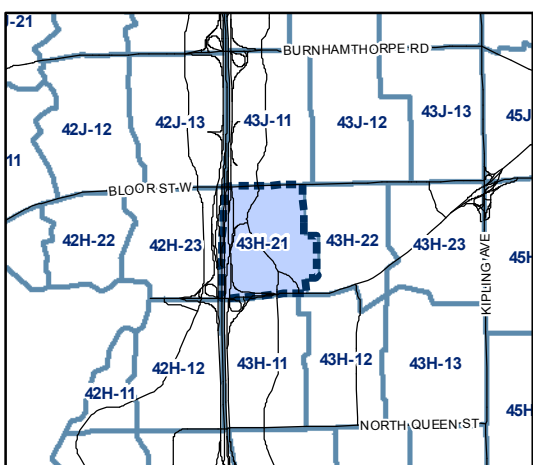 J-21
BURNHAMTHORPE RD
42J-12
42J-13
43J-11
43J-12
43J-13
45J
11
BLOOR ST W
42H-22
42H-23
43H-21
43H-22
43H-23
45H
KIPLING AVE
42H-11
42H-12
43H-11
43H-12
43H-13
45H
NORTH QUEEN ST